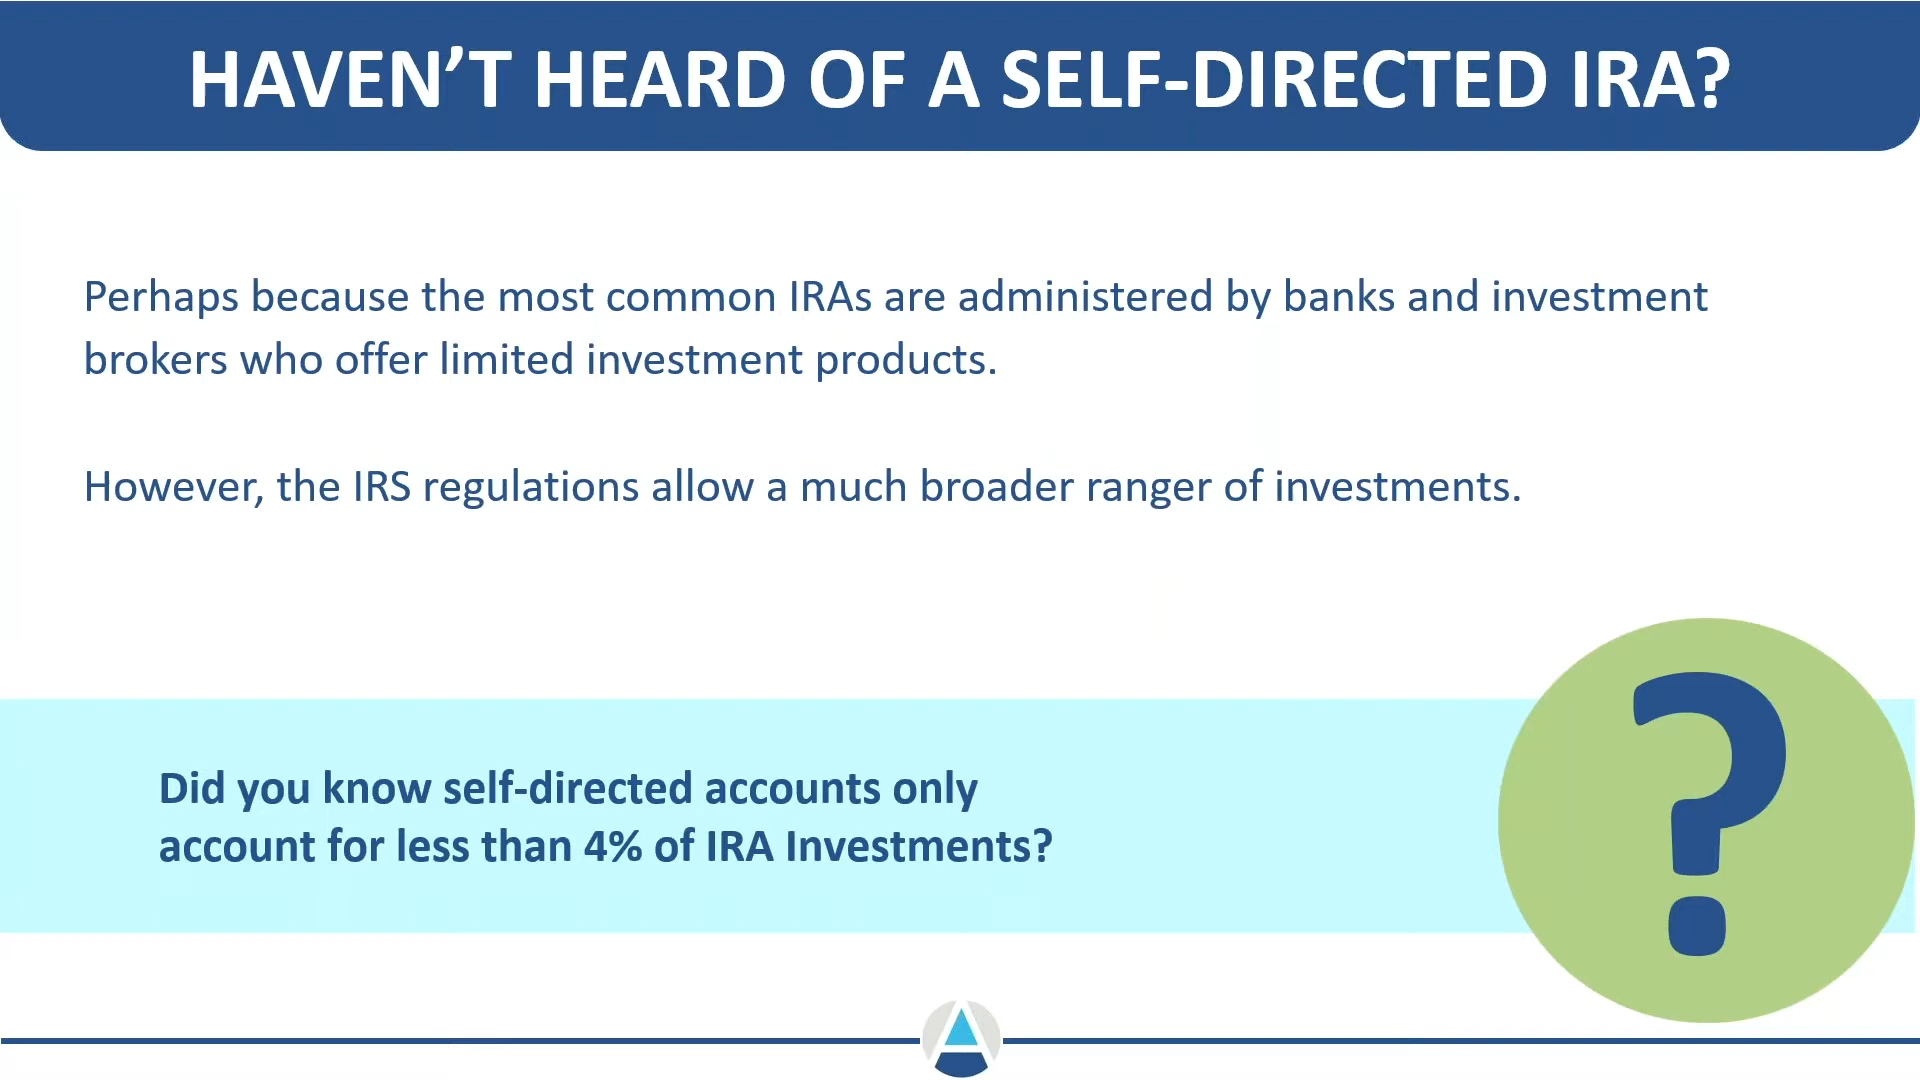 HAVEN’T HEARD OF A SELF-DIRECTED IRA?
Perhaps because the most common IRAs are administered by banks and investment
brokers who offer limited investment products.
However, the IRS regulations allow a much broader ranger of investments.
Did you know self-directed accounts only
account for less than 4% of IRA Investments?
?